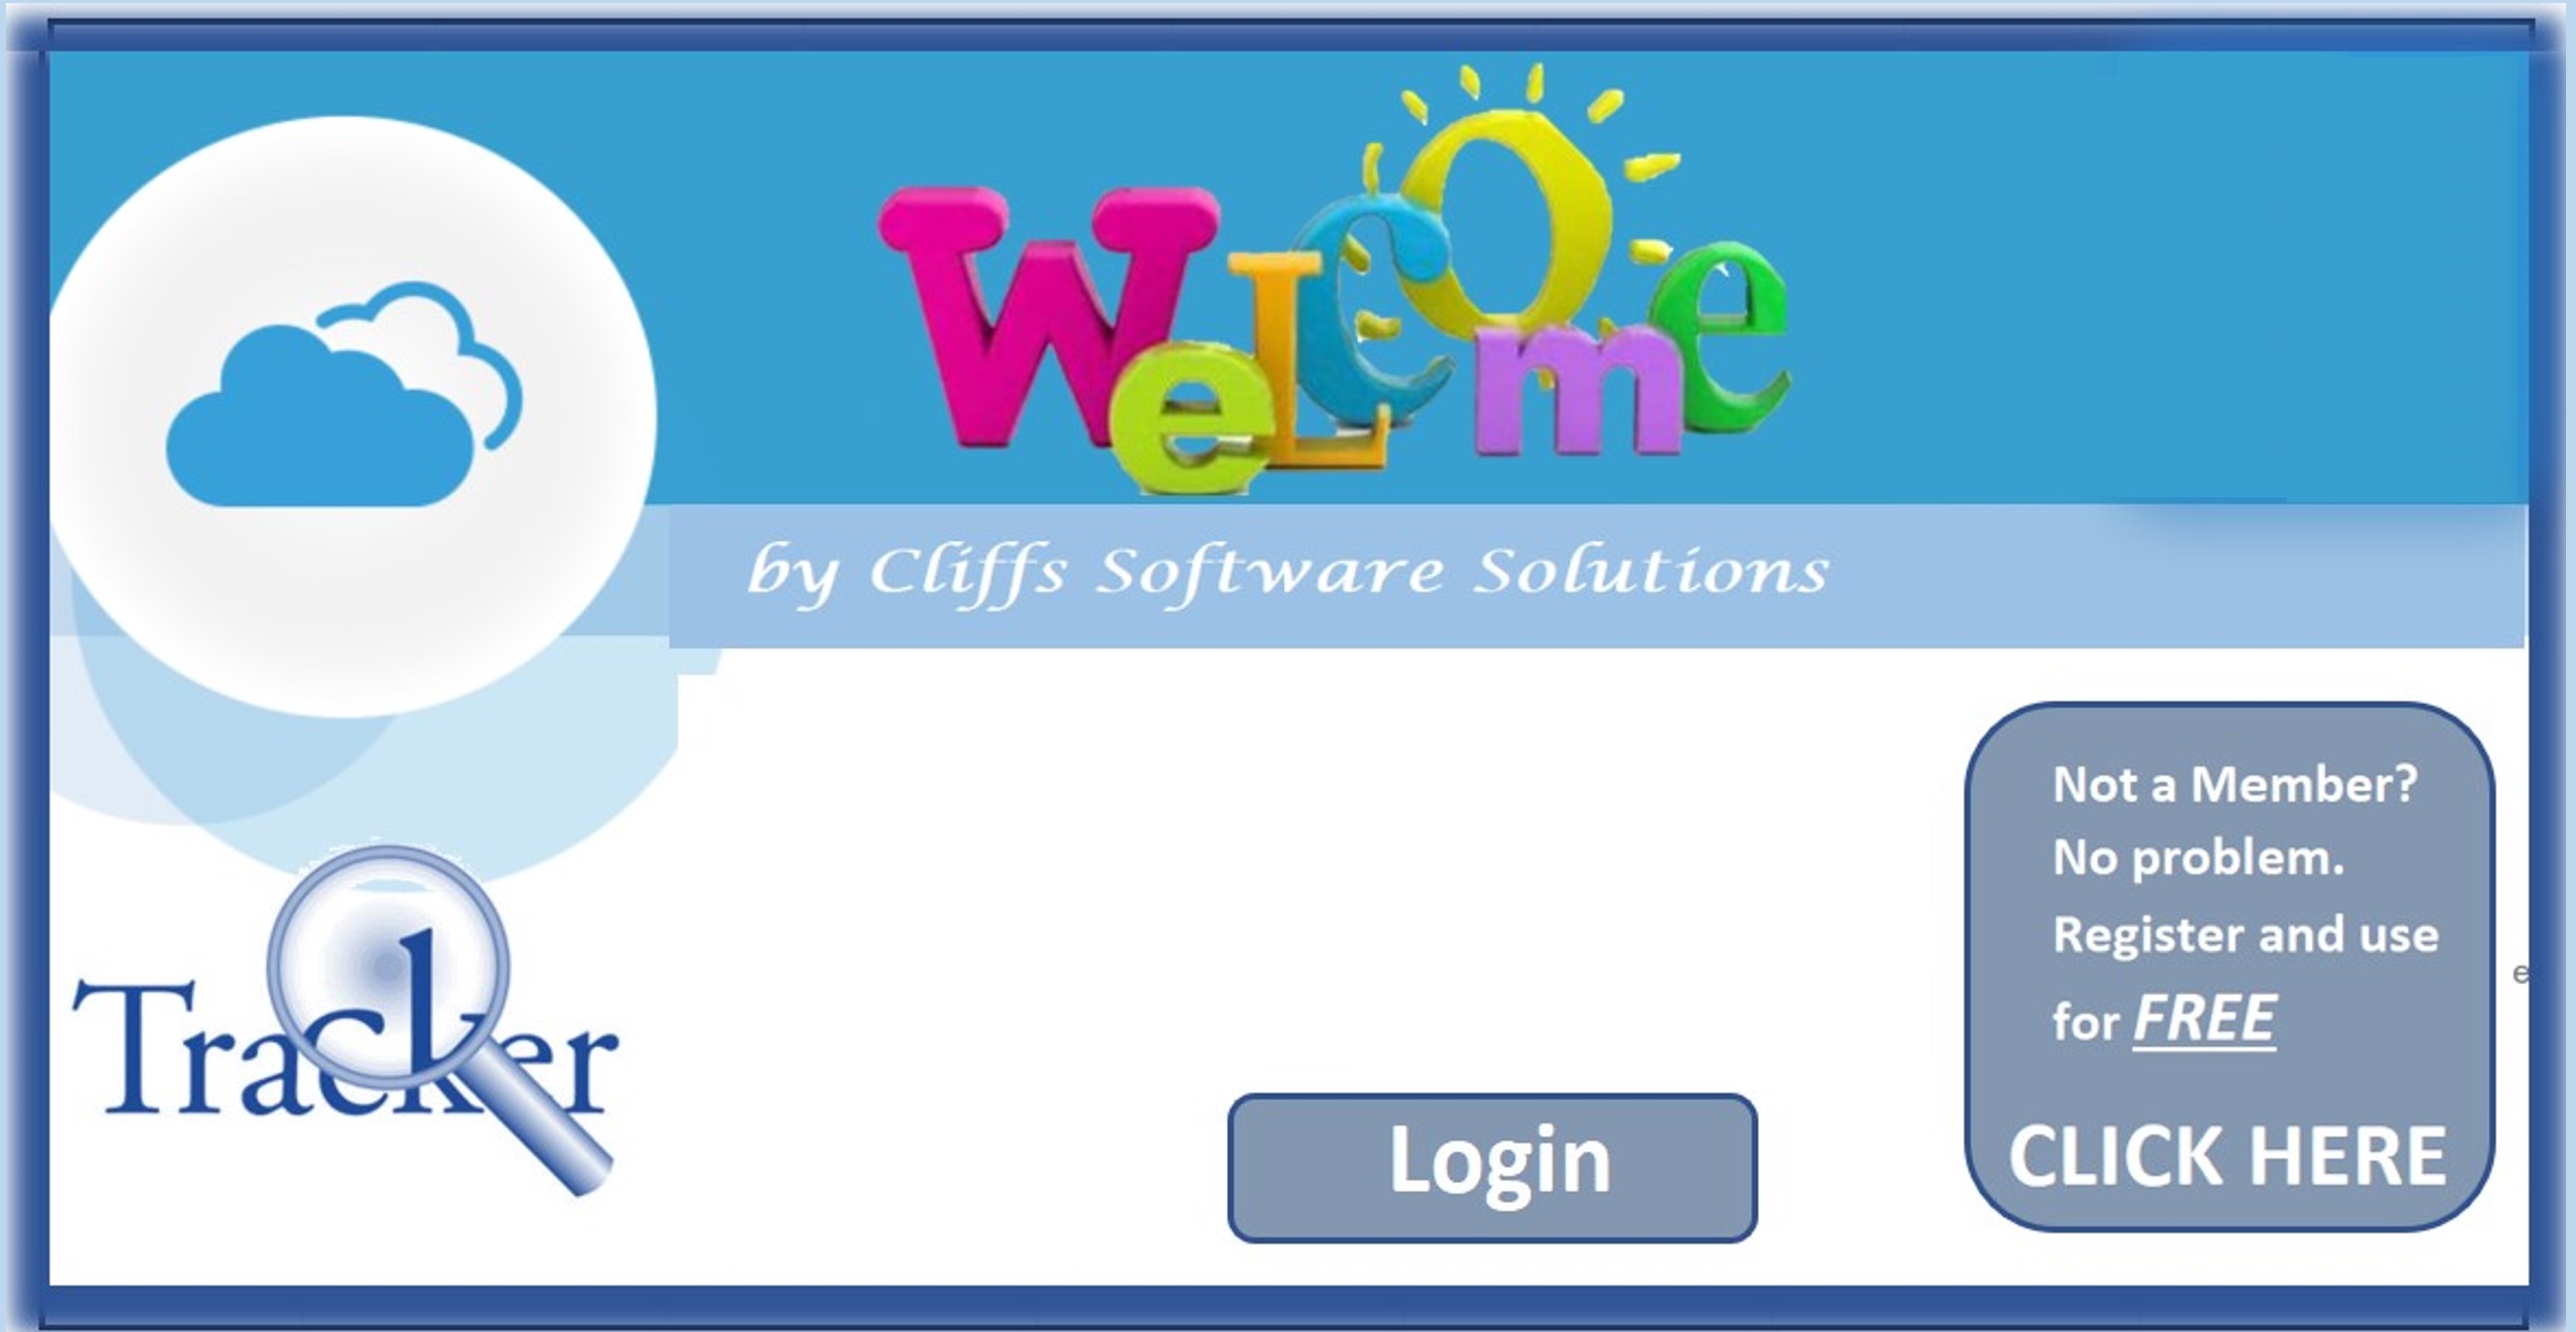 WeLcOme
by Cliffs Software Solutions
Not a Member?
No problem.
Register and use
for FREE
CLICK HERE
e
Tracker
Login